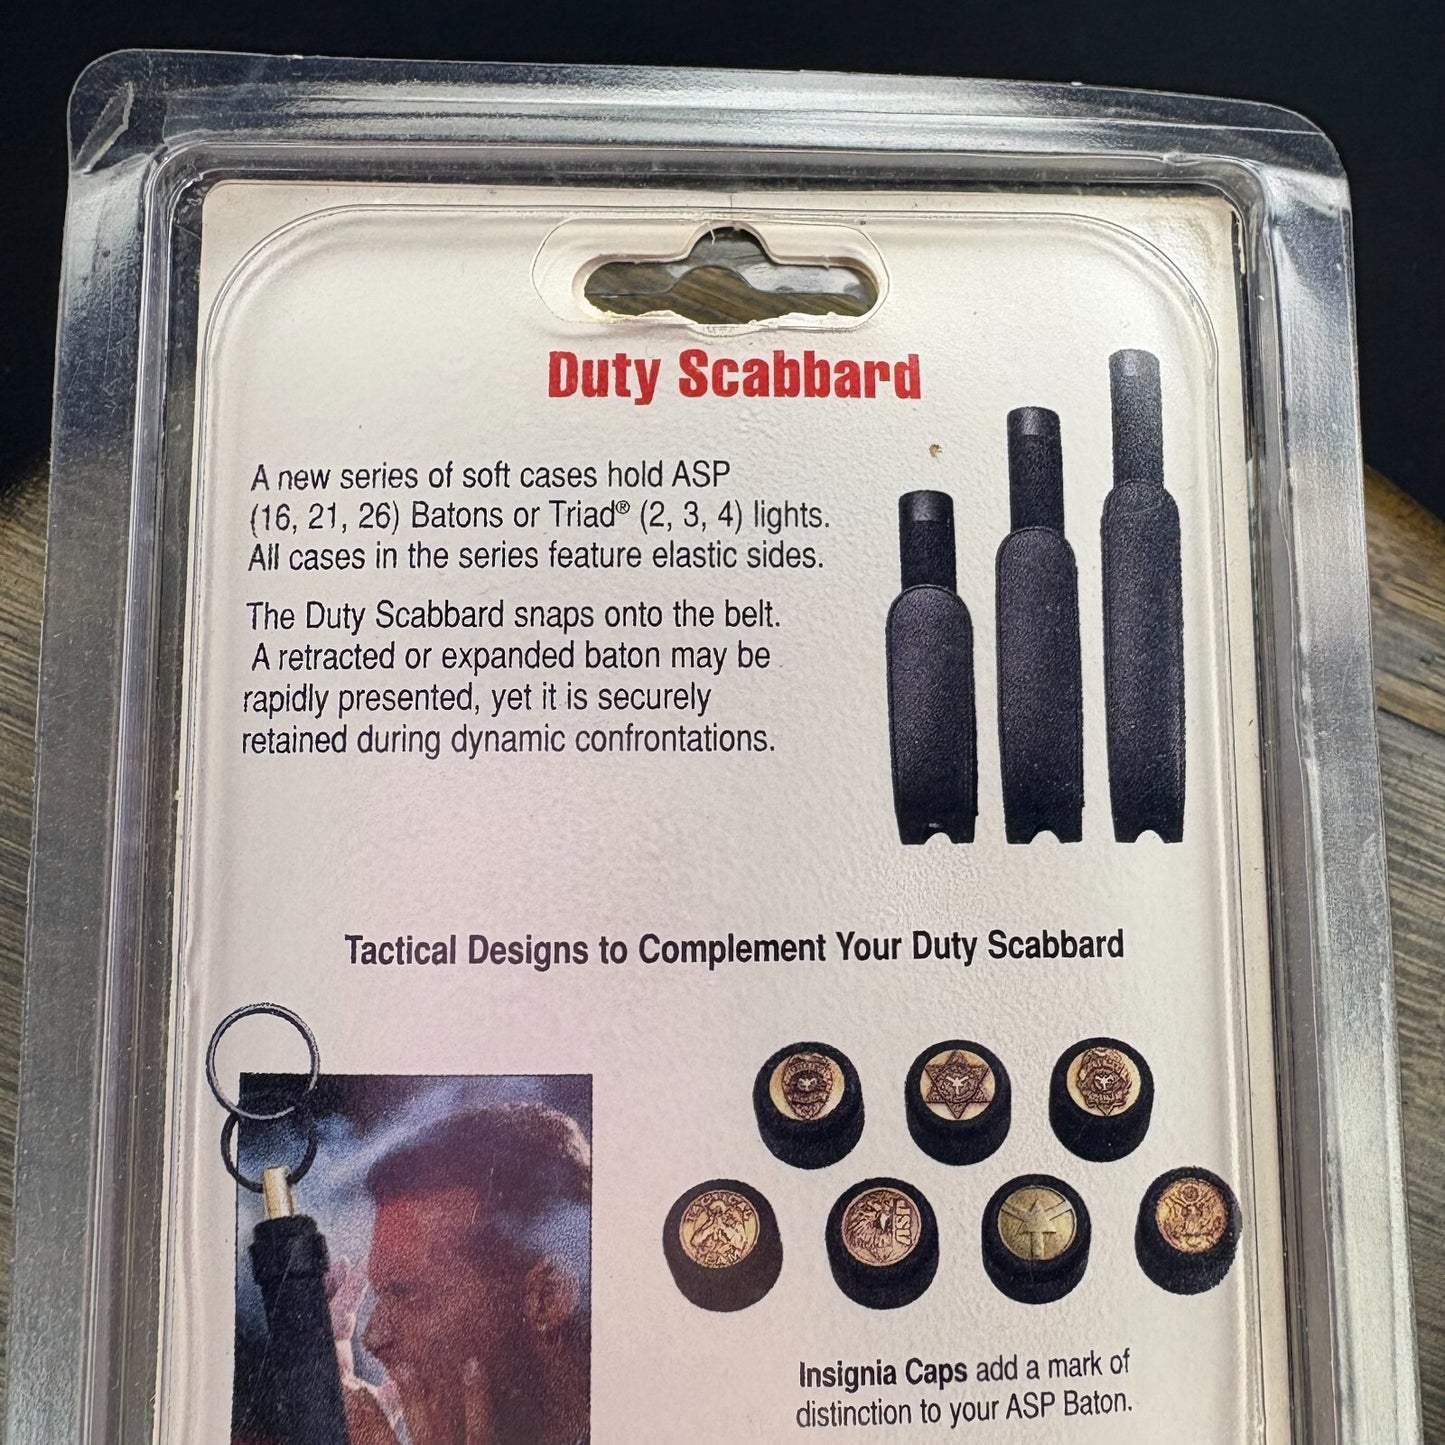 Duty Scabbard
A new series of soft cases hold ASP
(16, 21, 26) Batons or Triad® (2, 3, 4) lights.
All cases in the series feature elastic sides.
The Duty Scabbard snaps onto the belt.
A retracted or expanded baton may be
rapidly presented, yet it is securely
retained during dynamic confrontations.
Tactical Designs to Complement Your Duty Scabbard
Insignia Caps add a mark of
distinction to your ASP Baton.